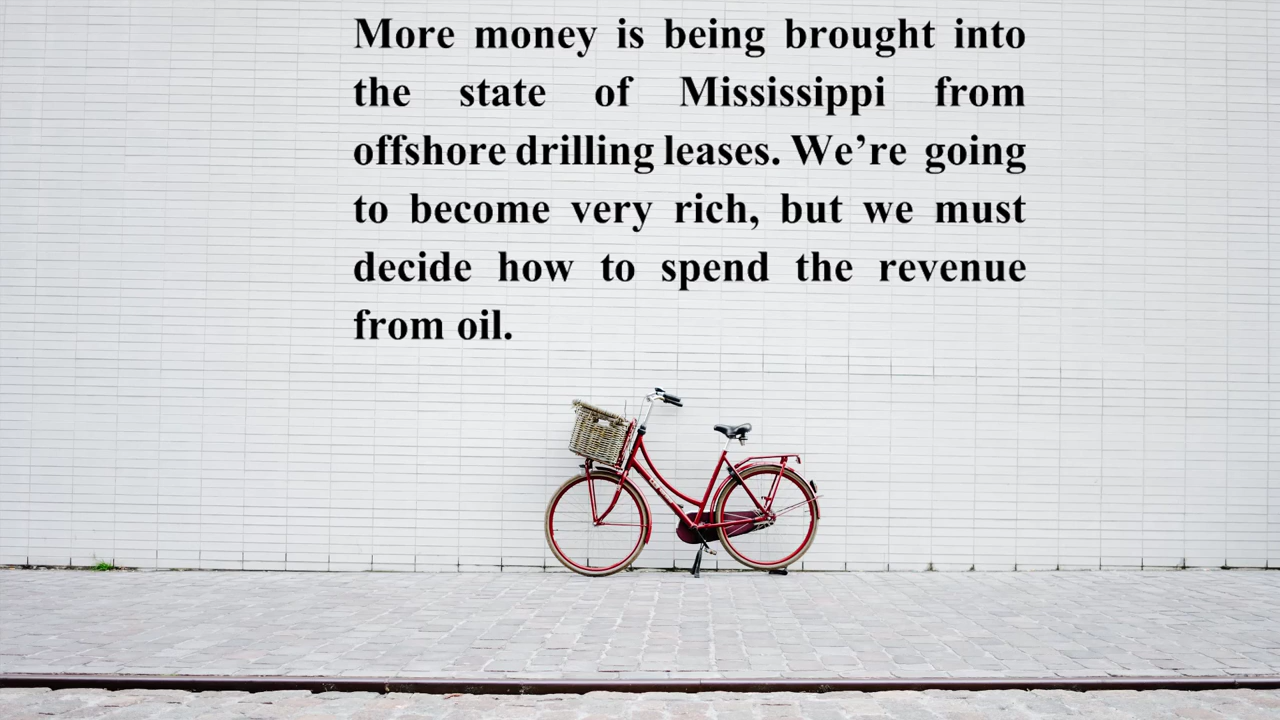 More money is being brought into
the state of Mississippi from
offshore drilling leases. We’re going
to become very rich, but we must
decide how to spend the revenue
from oil.